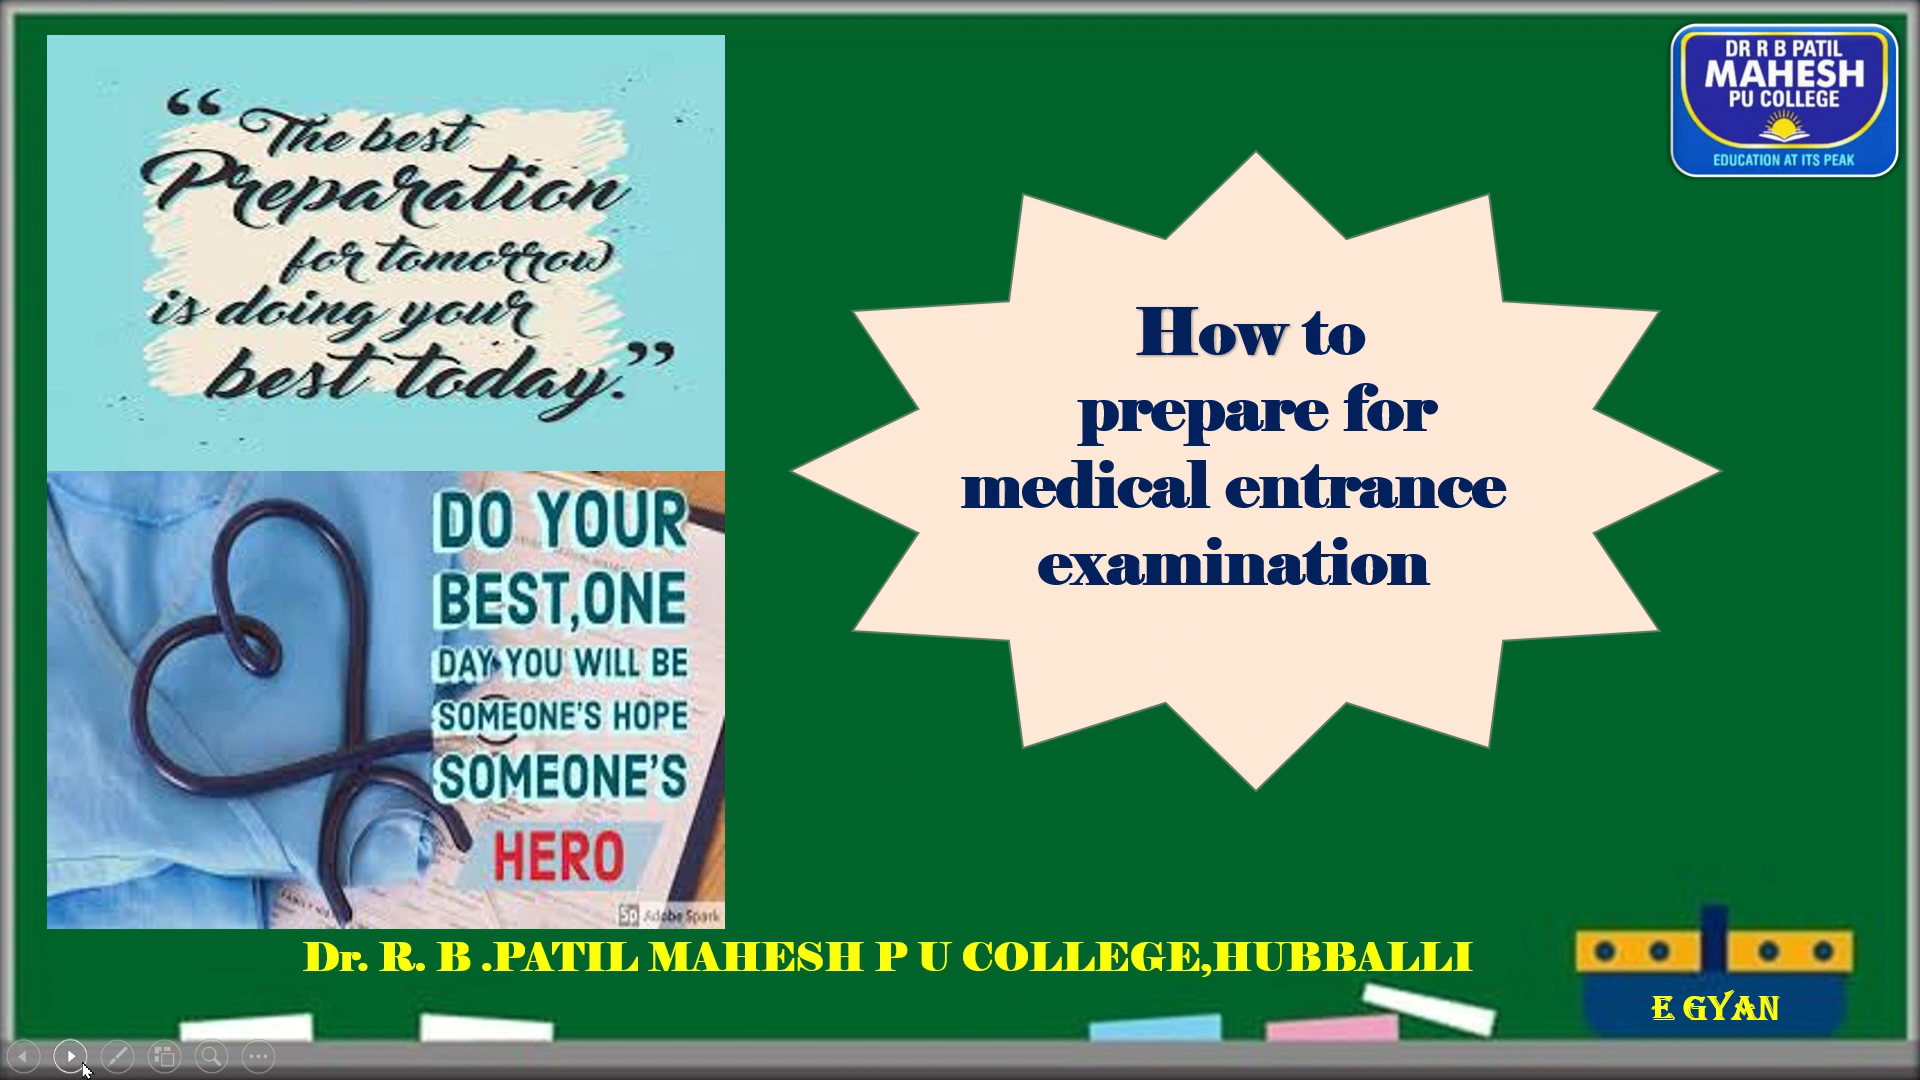 “The best
Preparation
for tomorrow
is doing your
best today.”
DO YOUR
BEST,ONE
DAY YOU WILL BE
SOMEONE'S HOPE
SOMEONE'S
HERO
Sp Adobe Spark
DR R B PATIL
MAHESH
PU COLLEGE
EDUCATION AT ITS PEAK
How to
prepare for
medical entrance
examination
Dr. R. B .PATIL MAHESH P U COLLEGE,HUBBALLI
E GYAN